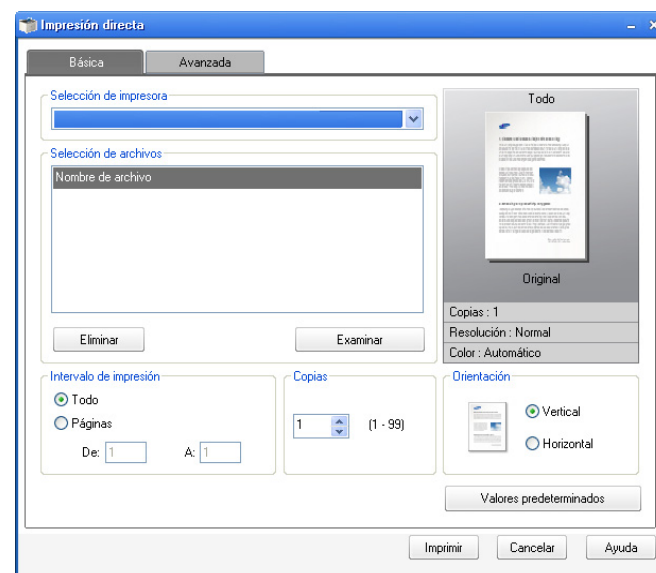 Impresión directa
Básica
Avanzada
Selección de impresora
Selección de archivos
Nombre de archivo
Eliminar
Examinar
Todo
Original
Copias : 1
Resolución : Normal
Color : Automático
Intervalo de impresión
Todo
Páginas
De: 1 A: 1
Copias
1 (1 - 99)
Orientación
Vertical
Horizontal
Valores predeterminados
Imprimir
Cancelar
Ayuda